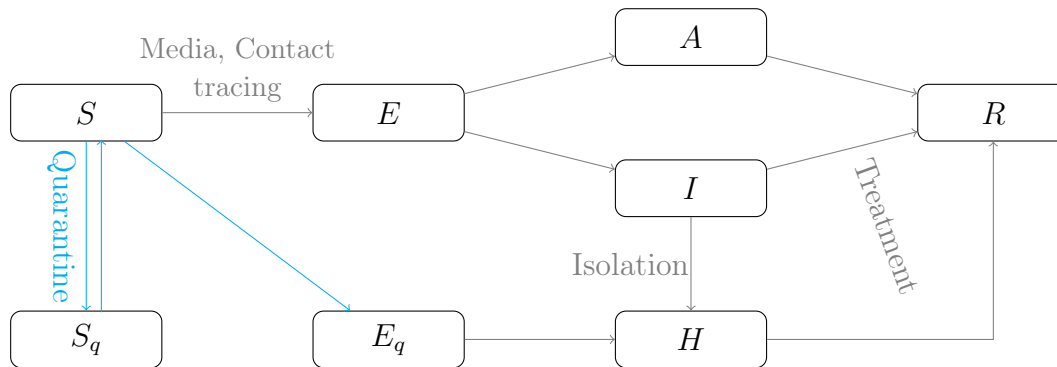 Media, Contact
tracing
A
S
E
R
I
Quarantine
Treatment
Isolation
S_q
E_q
H